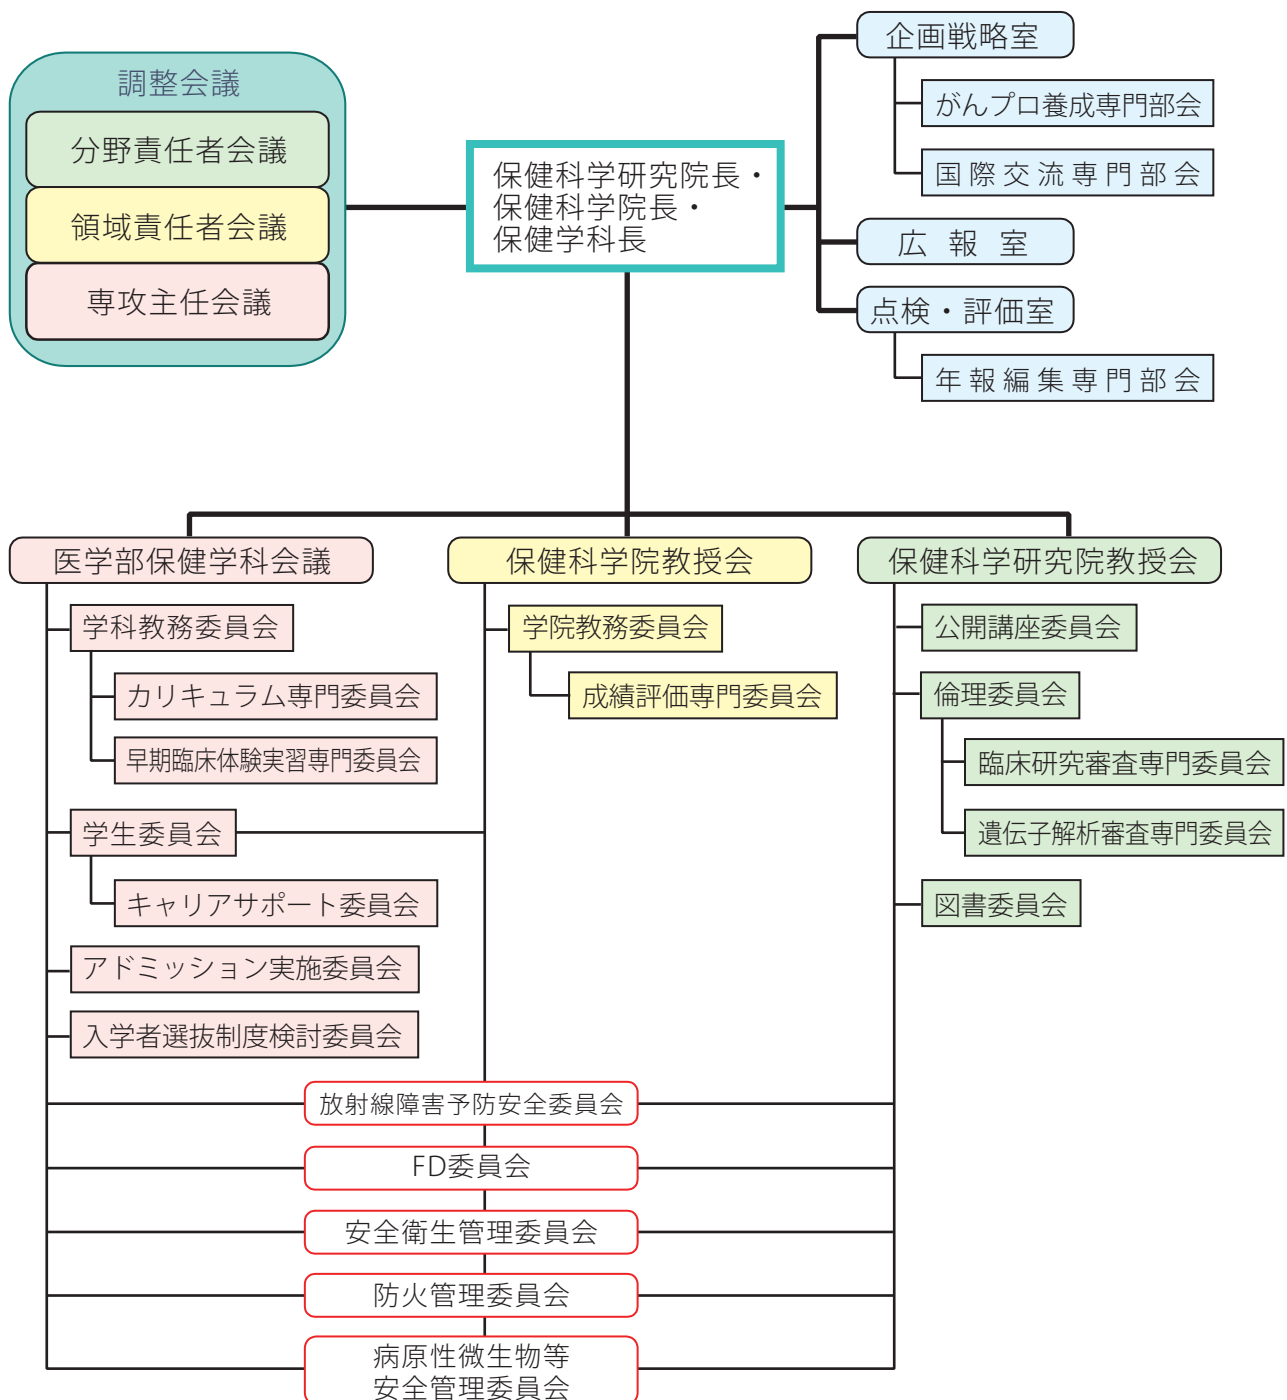 調整会議
分野責任者会議
領域責任者会議
専攻主任会議
保健科学研究院長・
保健科学院長・
保健学科長
企画戦略室
がんプロ養成専門部会
国際交流専門部会
広報室
点検・評価室
年報編集専門部会
医学部保健学科会議
学科教務委員会
カリキュラム専門委員会
早期臨床体験実習専門委員会
学生委員会
キャリアサポート委員会
アドミッション実施委員会
入学者選抜制度検討委員会
保健科学院教授会
学院教務委員会
成績評価専門委員会
保健科学研究院教授会
公開講座委員会
倫理委員会
臨床研究審査専門委員会
遺伝子解析審査専門委員会
図書委員会
放射線障害予防安全委員会
FD委員会
安全衛生管理委員会
防火管理委員会
病原性微生物等
安全管理委員会